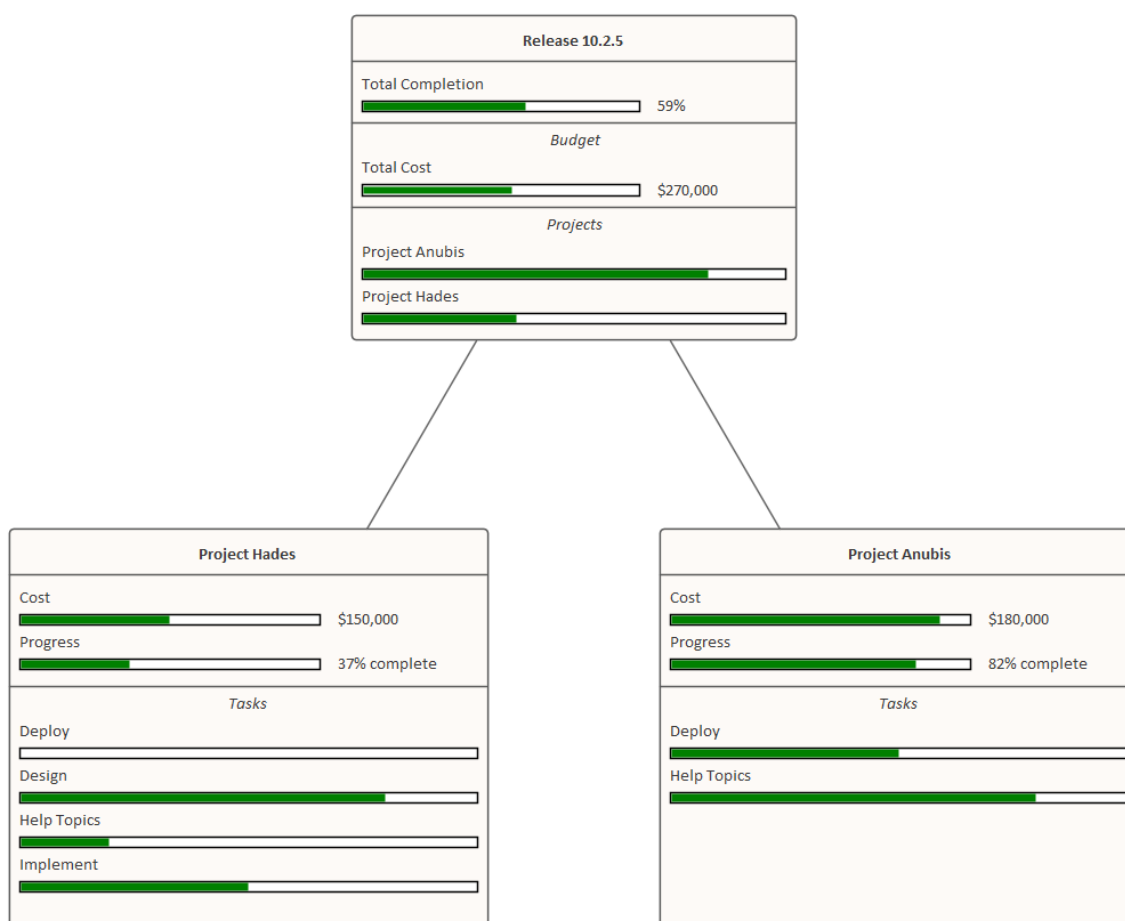 Release 10.2.5
Total Completion
59%
Budget
Total Cost
$270,000
Projects
Project Anubis
Project Hades
Project Hades
Cost
$150,000
Progress
37% complete
Tasks
Deploy
Design
Help Topics
Implement
Project Anubis
Cost
$180,000
Progress
82% complete
Tasks
Deploy
Help Topics